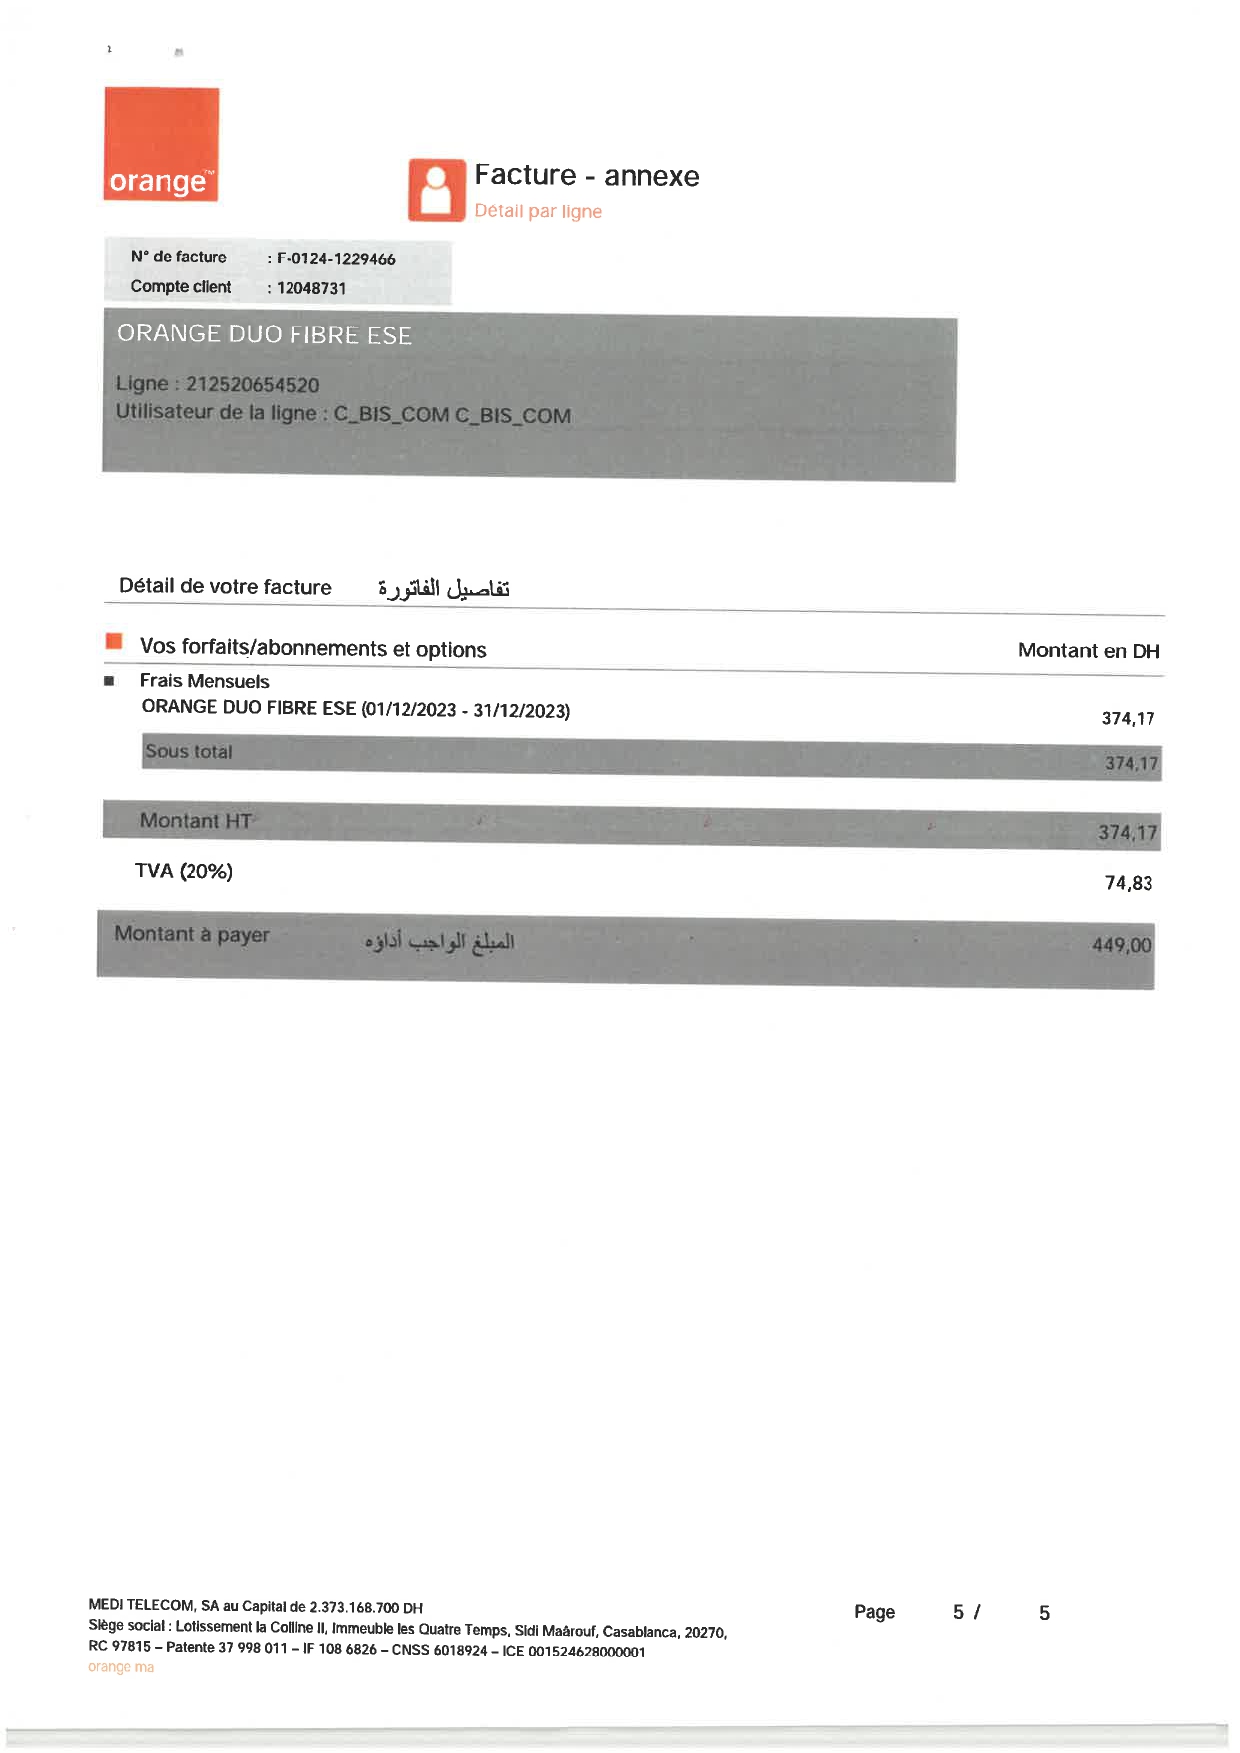 orange™
Facture - annexe
Détail par ligne
N° de facture : F-0124-1229466
Compte client : 12048731
ORANGE DUO FIBRE ESE
Ligne : 212520654520
Utilisateur de la ligne : C_BIS_COM C_BIS_COM
Détail de votre facture تفاصيل الفاتورة
Vos forfaits/abonnements et options Montant en DH
Frais Mensuels
ORANGE DUO FIBRE ESE (01/12/2023 - 31/12/2023) 374,17
Sous total 374,17
Montant HT 374,17
TVA (20%) 74,83
Montant à payer المبلغ الواجب أداؤه 449,00
MEDI TELECOM, SA au Capital de 2.373.168.700 DH
Siège social : Lotissement la Colline II, Immeuble les Quatre Temps, Sidi Maârouf, Casablanca, 20270,
RC 97815 – Patente 37 998 011 – IF 108 6826 – CNSS 6018924 – ICE 001524628000001
orange ma
Page 5 / 5